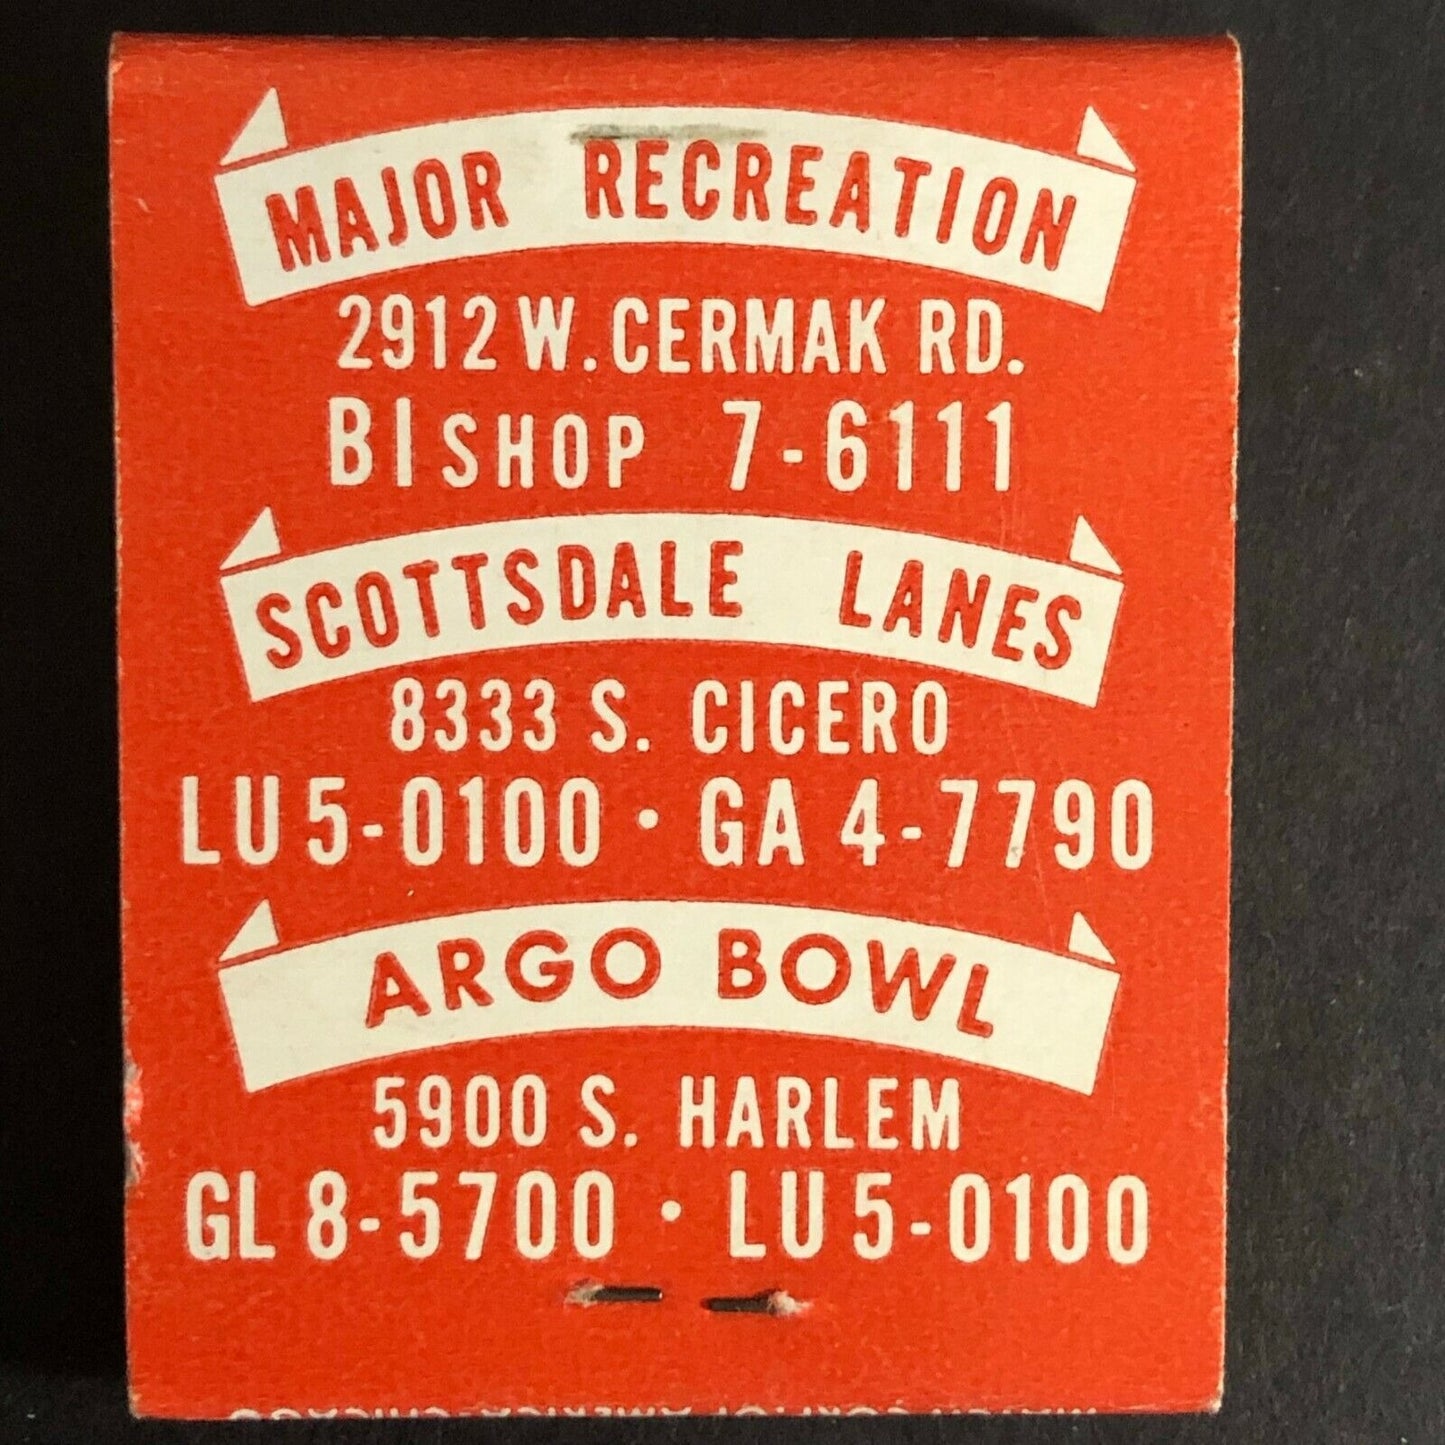 MAJOR RECREATION
2912 W. CERMAK RD.
BISHOP 7-6111
SCOTTSDALE LANES
8333 S. CICERO
LU 5-0100 • GA 4-7790
ARGO BOWL
5900 S. HARLEM
GL 8-5700 • LU 5-0100